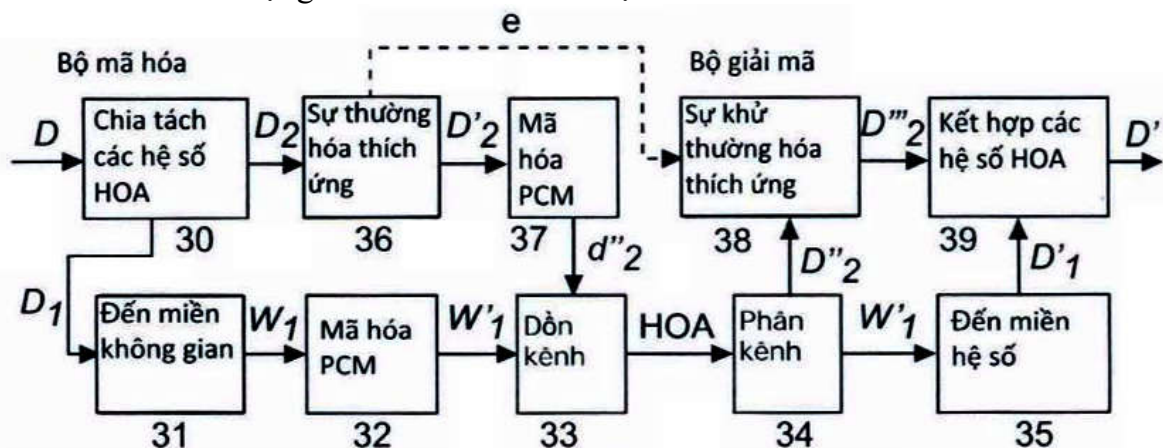 e
Bộ mã hóa
Bộ giải mã
D
Chia tách
các hệ số
HOA
30
D2
Sự thường
hóa thích
ứng
36
D'2
Mã
hóa
PCM
37
Sự khử
thường hóa
thích ứng
38
D'''2
Kết hợp các
hệ số HOA
39
D'
d''2
D''2
D'1
D1
Đến miền
không gian
31
W1
Mã hóa
PCM
32
W'1
Dồn
kênh
33
HOA
Phân
kênh
34
W'1
Đến miền
hệ số
35